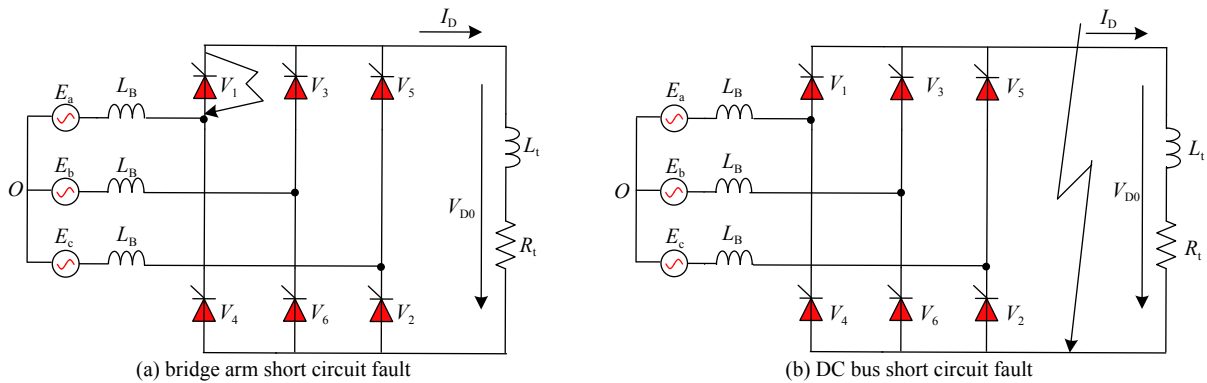 I_D
E_a
L_B
V_1
V_3
V_5
L_t
E_b
L_B
O
V_D0
E_c
L_B
R_t
V_4
V_6
V_2
(a) bridge arm short circuit fault
I_D
E_a
L_B
V_1
V_3
V_5
L_t
E_b
L_B
O
V_D0
E_c
L_B
R_t
V_4
V_6
V_2
(b) DC bus short circuit fault